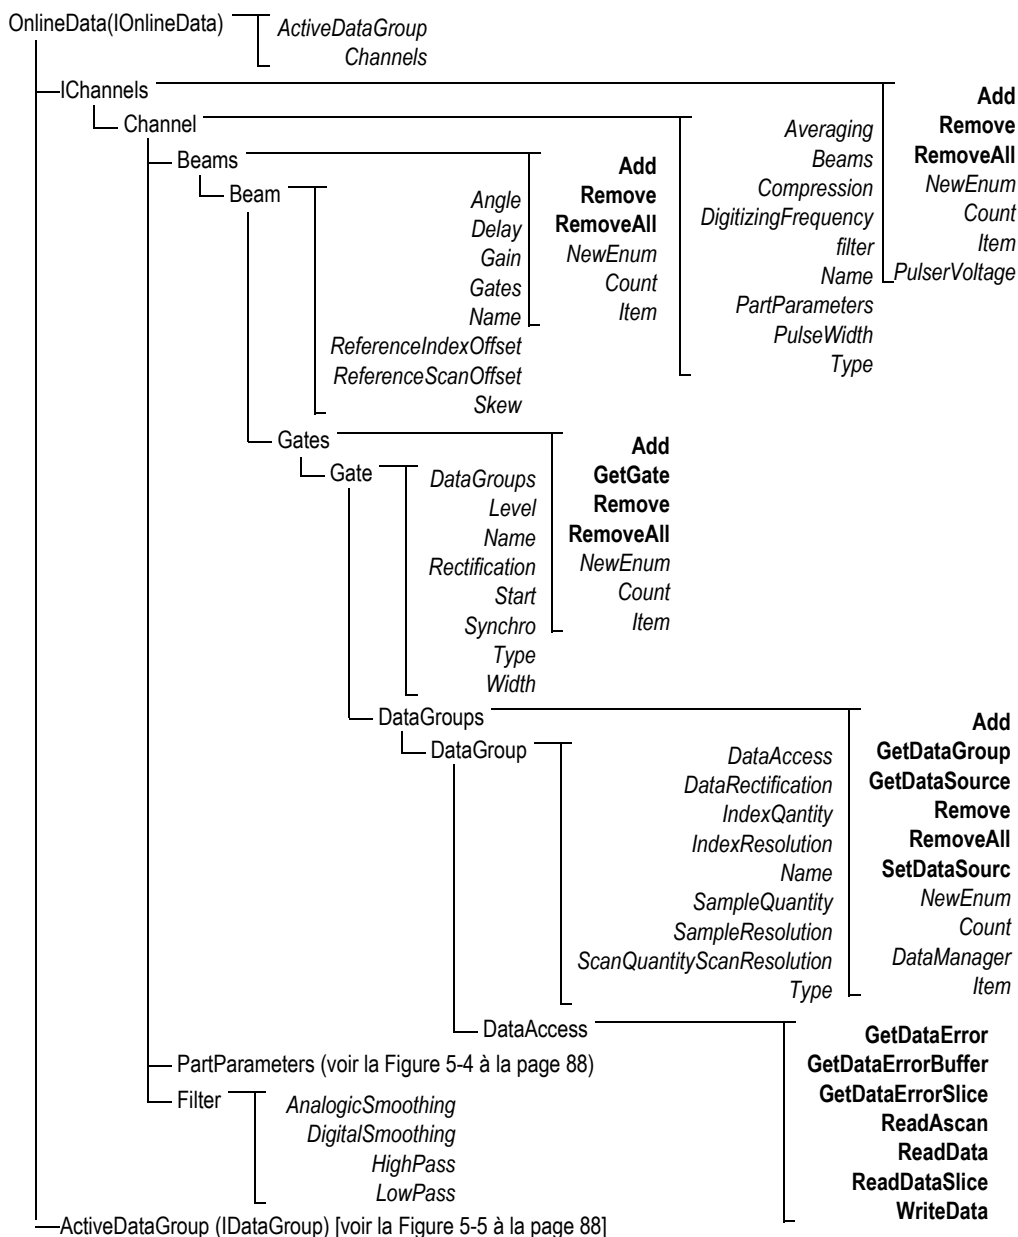 OnlineData(IOnlineData)
ActiveDataGroup
Channels
IChannels
Add
Remove
RemoveAll
NewEnum
Count
Item
PulserVoltage
Channel
Averaging
Beams
Compression
DigitizingFrequency
filter
Name
PartParameters
PulseWidth
Type
Beams
Add
Remove
RemoveAll
NewEnum
Count
Item
Beam
Angle
Delay
Gain
Gates
Name
ReferenceIndexOffset
ReferenceScanOffset
Skew
Gates
Add
GetGate
Remove
RemoveAll
NewEnum
Count
Item
Gate
DataGroups
Level
Name
Rectification
Start
Synchro
Type
Width
DataGroups
Add
GetDataGroup
GetDataSource
Remove
RemoveAll
SetDataSourc
NewEnum
Count
DataManager
Item
DataGroup
DataAccess
DataRectification
IndexQantity
IndexResolution
Name
SampleQuantity
SampleResolution
ScanQuantityScanResolution
Type
DataAccess
GetDataError
GetDataErrorBuffer
GetDataErrorSlice
ReadAscan
ReadData
ReadDataSlice
WriteData
PartParameters (voir la Figure 5-4 à la page 88)
Filter
AnalogicSmoothing
DigitalSmoothing
HighPass
LowPass
ActiveDataGroup (IDataGroup) [voir la Figure 5-5 à la page 88]